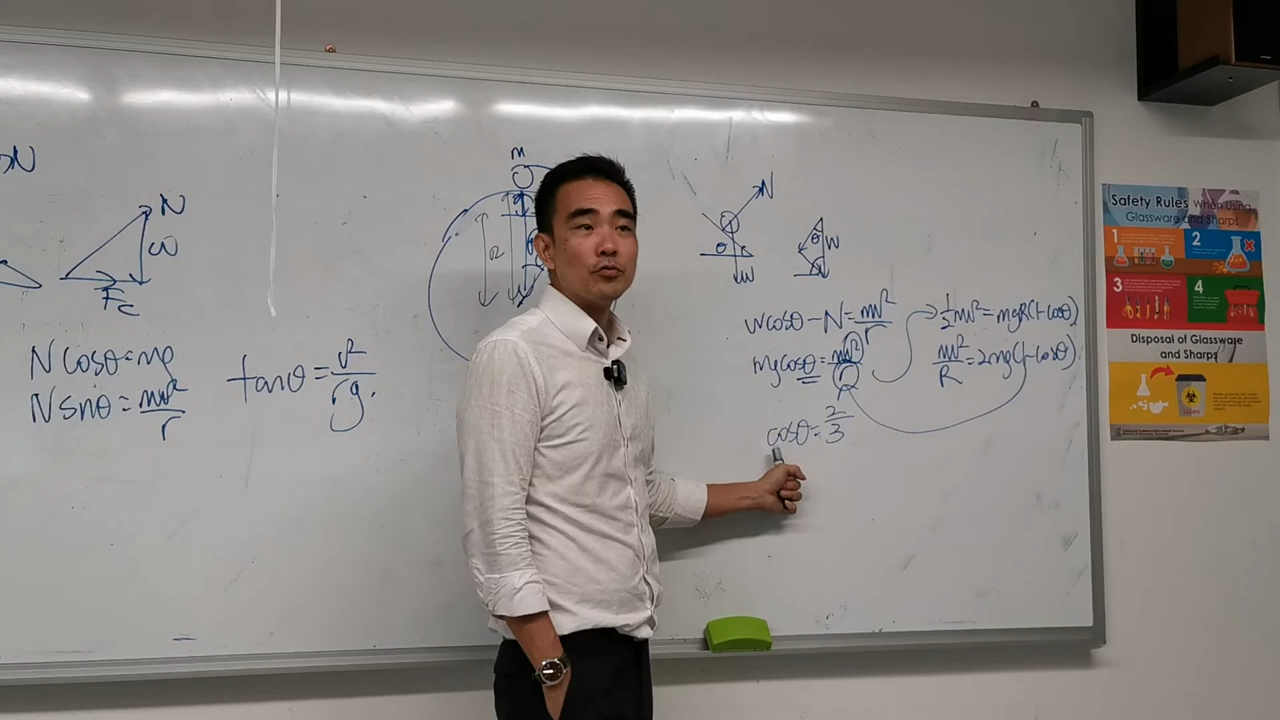 N
N
W
Fc
Ncosθ=mg
Nsinθ=mv²/r
tanθ=v²/rg.
m
R
N
θ
W
θ
W
Wcosθ-N=mv²/r
mgcosθ=mv²/r
cosθ=2/3
½mv²=mgR(1-cosθ)
mv²/R=2mg(1-cosθ)
Safety Rules When Using
Glassware and Sharps
1
2
3
4
Disposal of Glassware
and Sharps